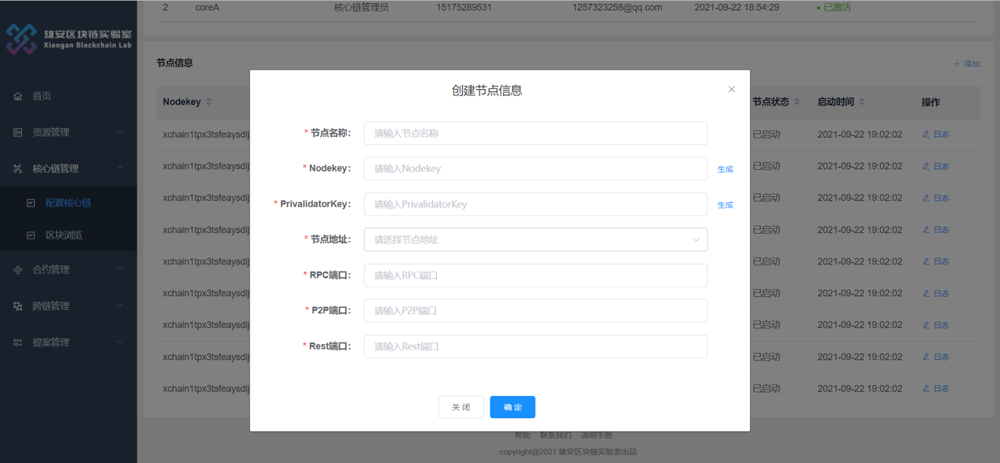 2 coreA 核心链管理员 15175289531 1257323258@qq.com 2021-09-22 18:54:29 已激活
雄安区块链实验室
Xiongan Blockchain Lab
节点信息 + 添加
首页
资源管理
核心链管理
配置核心链
区块浏览
合约管理
跨链管理
提案管理
创建节点信息
* 节点名称: 请输入节点名称
* Nodekey: 请输入Nodekey 生成
* PrivalidatorKey: 请输入PrivalidatorKey 生成
* 节点地址: 请选择节点地址
* RPC端口: 请输入RPC端口
* P2P端口: 请输入P2P端口
* Rest端口: 请输入Rest端口
关 闭 确 定
Nodekey 节点状态 启动时间 操作
xchain1tpx3tsfeaysdlj 已启动 2021-09-22 19:02:02 日志
xchain1tpx3tsfeaysdlj 已启动 2021-09-22 19:02:02 日志
xchain1tpx3tsfeaysdlj 已启动 2021-09-22 19:02:02 日志
xchain1tpx3tsfeaysdlj 已启动 2021-09-22 19:02:02 日志
xchain1tpx3tsfeaysdlj 已启动 2021-09-22 19:02:02 日志
xchain1tpx3tsfeaysdlj 已启动 2021-09-22 19:02:02 日志
xchain1tpx3tsfeaysdlj 已启动 2021-09-22 19:02:02 日志
xchain1tpx3tsfeaysdlj 已启动 2021-09-22 19:02:02 日志
xchain1tpx3tsfeaysdlj 已启动 2021-09-22 19:02:02 日志
帮助 联系我们 说明手册
copyright@2021 雄安区块链实验室出品